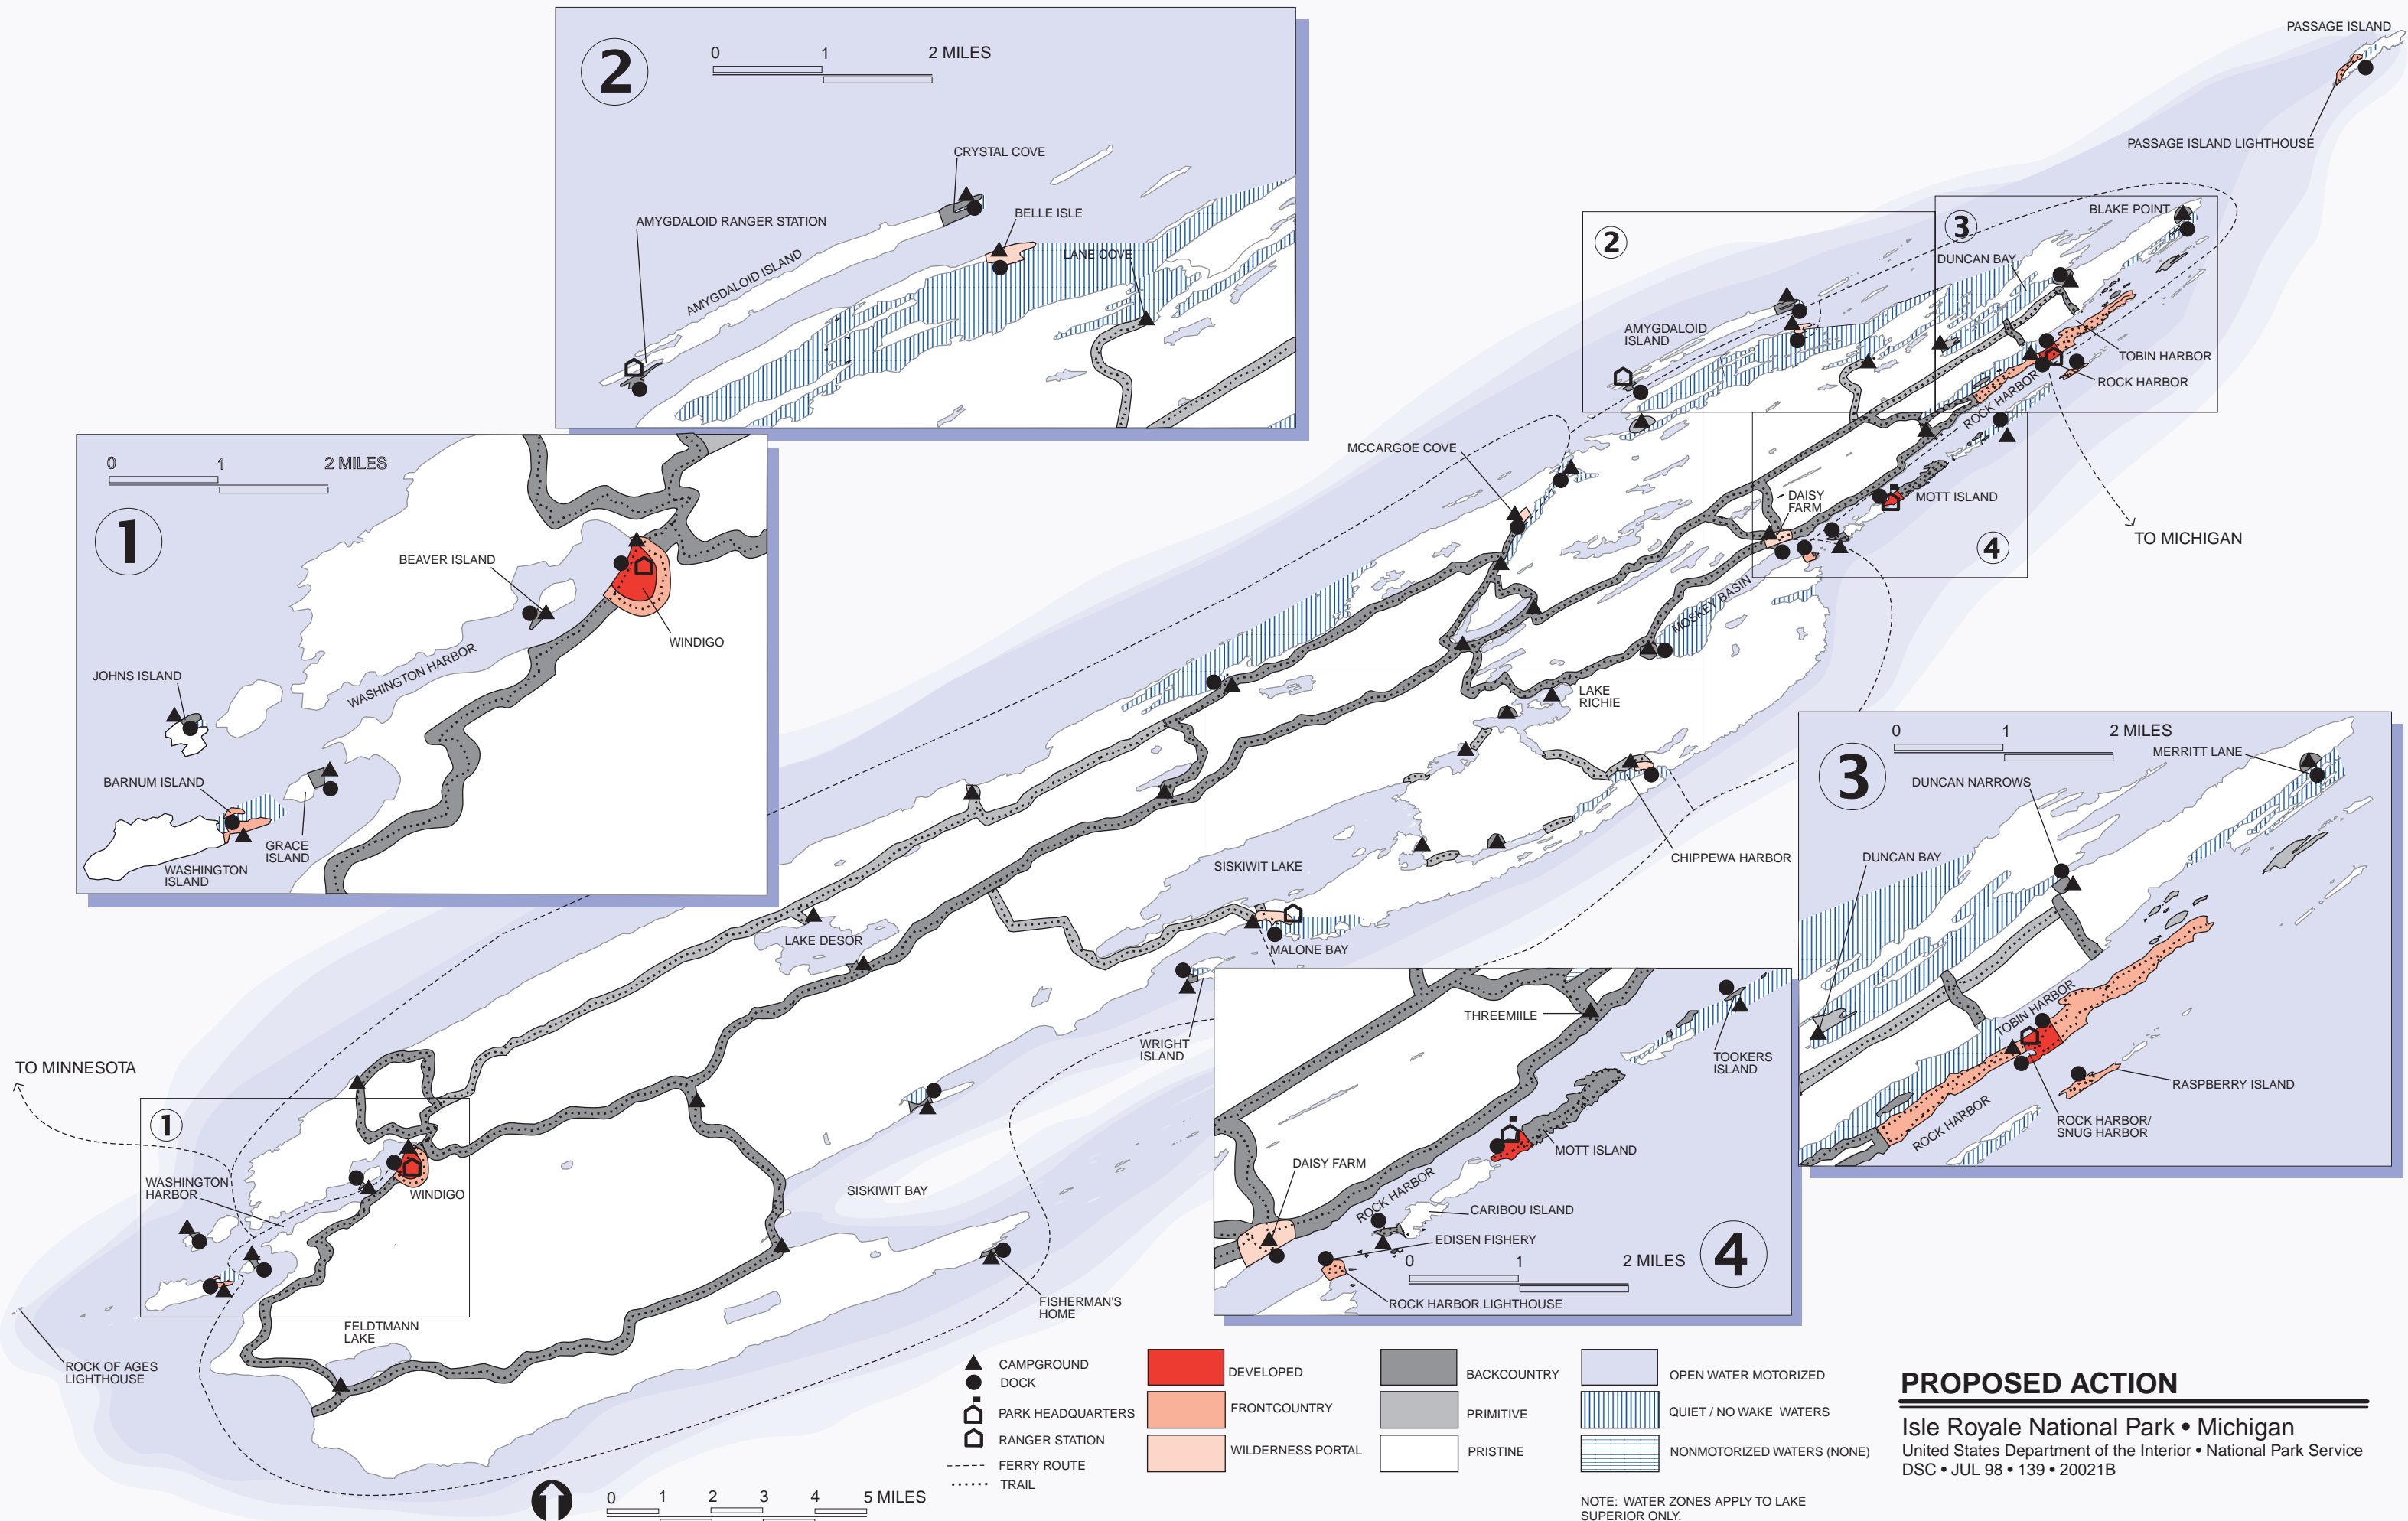 PASSAGE ISLAND
PASSAGE ISLAND LIGHTHOUSE
2
0 1 2 MILES
CRYSTAL COVE
AMYGDALOID RANGER STATION
BELLE ISLE
LANE COVE
AMYGDALOID ISLAND
1
0 1 2 MILES
BEAVER ISLAND
WINDIGO
JOHNS ISLAND
WASHINGTON HARBOR
BARNUM ISLAND
GRACE
ISLAND
WASHINGTON
ISLAND
2
AMYGDALOID
ISLAND
3
BLAKE POINT
DUNCAN BAY
TOBIN HARBOR
ROCK HARBOR
ROCK HARBOR
MCCARGOE COVE
DAISY
FARM
MOTT ISLAND
4
TO MICHIGAN
MOSKEY BASIN
LAKE
RICHIE
CHIPPEWA HARBOR
SISKIWIT LAKE
MALONE BAY
LAKE DESOR
WRIGHT
ISLAND
TO MINNESOTA
1
WASHINGTON
HARBOR
WINDIGO
SISKIWIT BAY
FISHERMAN'S
HOME
FELDTMANN
LAKE
ROCK OF AGES
LIGHTHOUSE
3
0 1 2 MILES
MERRITT LANE
DUNCAN NARROWS
DUNCAN BAY
TOBIN HARBOR
RASPBERRY ISLAND
ROCK HARBOR/
SNUG HARBOR
ROCK HARBOR
THREEMILE
TOOKERS
ISLAND
MOTT ISLAND
DAISY FARM
ROCK HARBOR
CARIBOU ISLAND
EDISEN FISHERY
0 1 2 MILES
4
ROCK HARBOR LIGHTHOUSE
CAMPGROUND
DOCK
PARK HEADQUARTERS
RANGER STATION
FERRY ROUTE
TRAIL
DEVELOPED
FRONTCOUNTRY
WILDERNESS PORTAL
BACKCOUNTRY
PRIMITIVE
PRISTINE
OPEN WATER MOTORIZED
QUIET / NO WAKE WATERS
NONMOTORIZED WATERS (NONE)
NOTE: WATER ZONES APPLY TO LAKE
SUPERIOR ONLY.
0 1 2 3 4 5 MILES
PROPOSED ACTION
Isle Royale National Park • Michigan
United States Department of the Interior • National Park Service
DSC • JUL 98 • 139 • 20021B